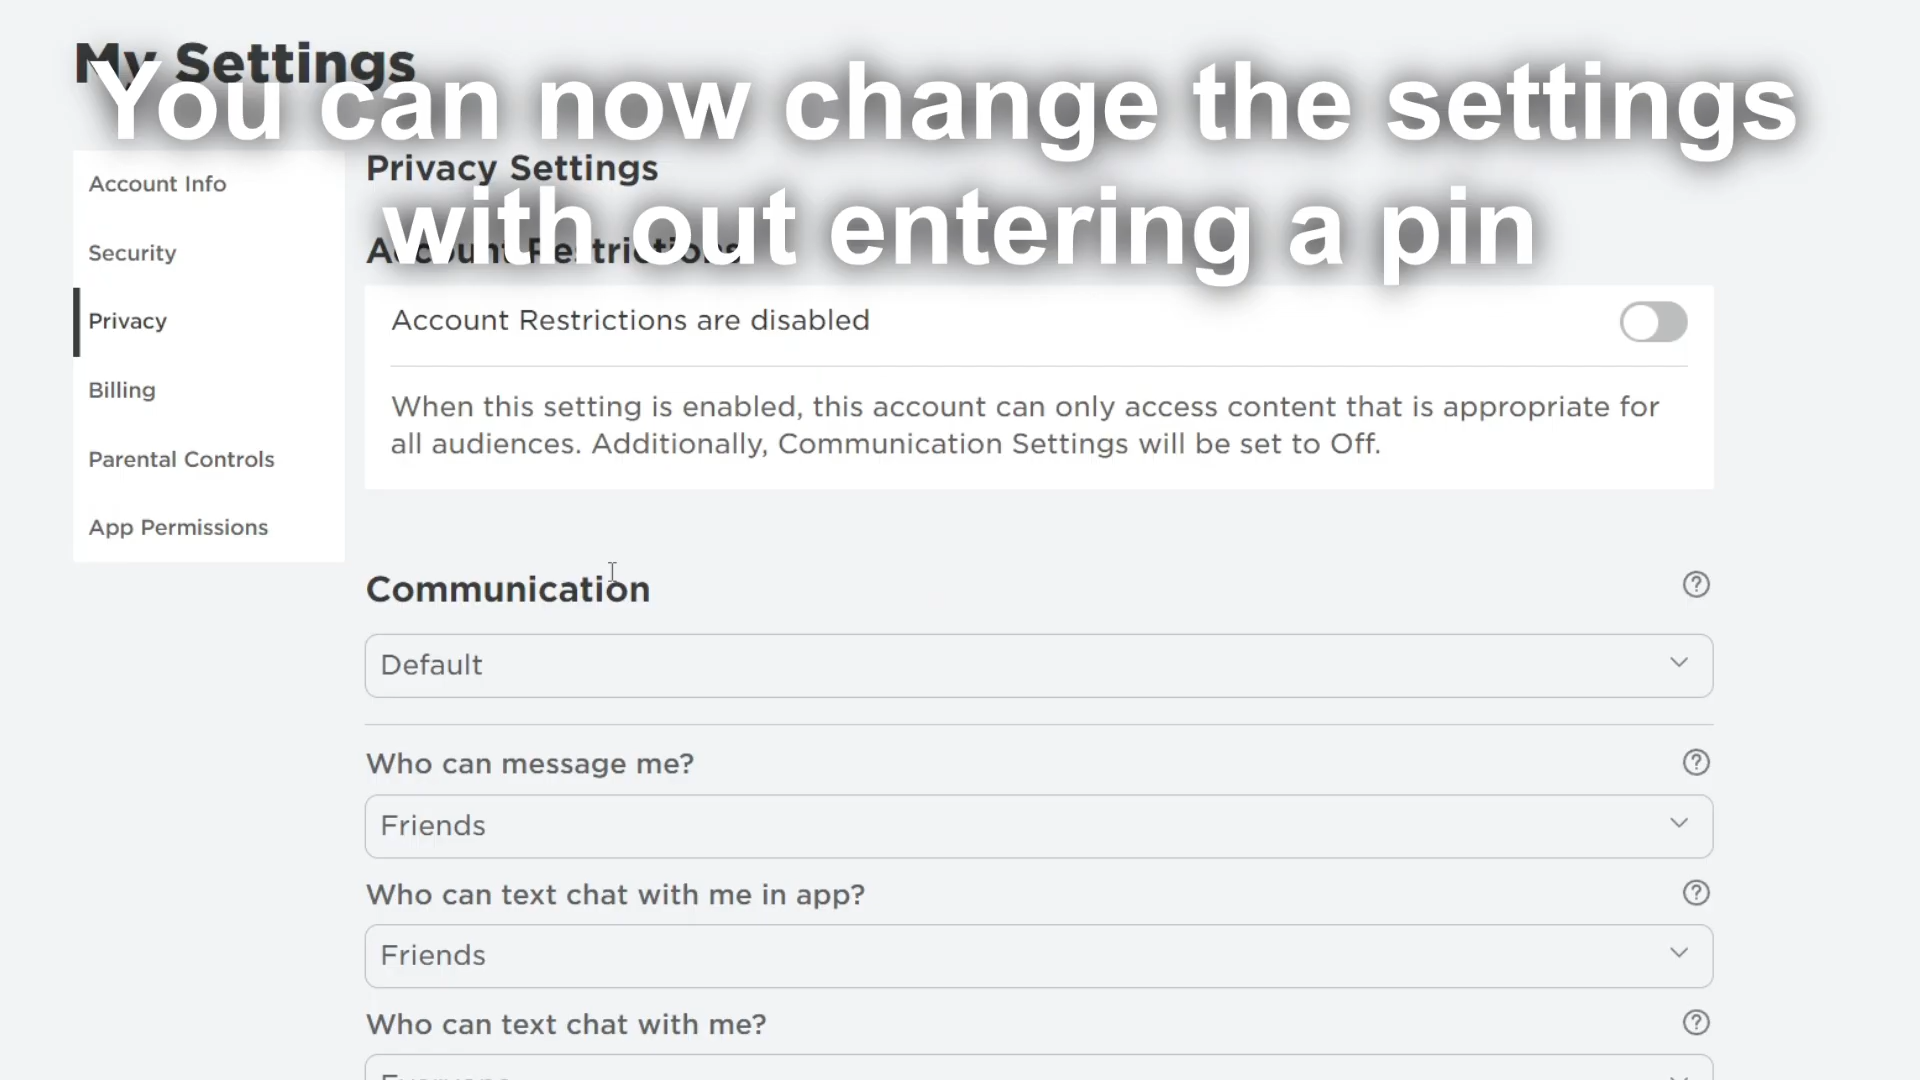 My Settings
You can now change the settings
with out entering a pin
Privacy Settings
Account Restrictions
Account Info
Security
Privacy
Billing
Parental Controls
App Permissions
Account Restrictions are disabled
When this setting is enabled, this account can only access content that is appropriate for
all audiences. Additionally, Communication Settings will be set to Off.
Communication
Default
Who can message me?
Friends
Who can text chat with me in app?
Friends
Who can text chat with me?